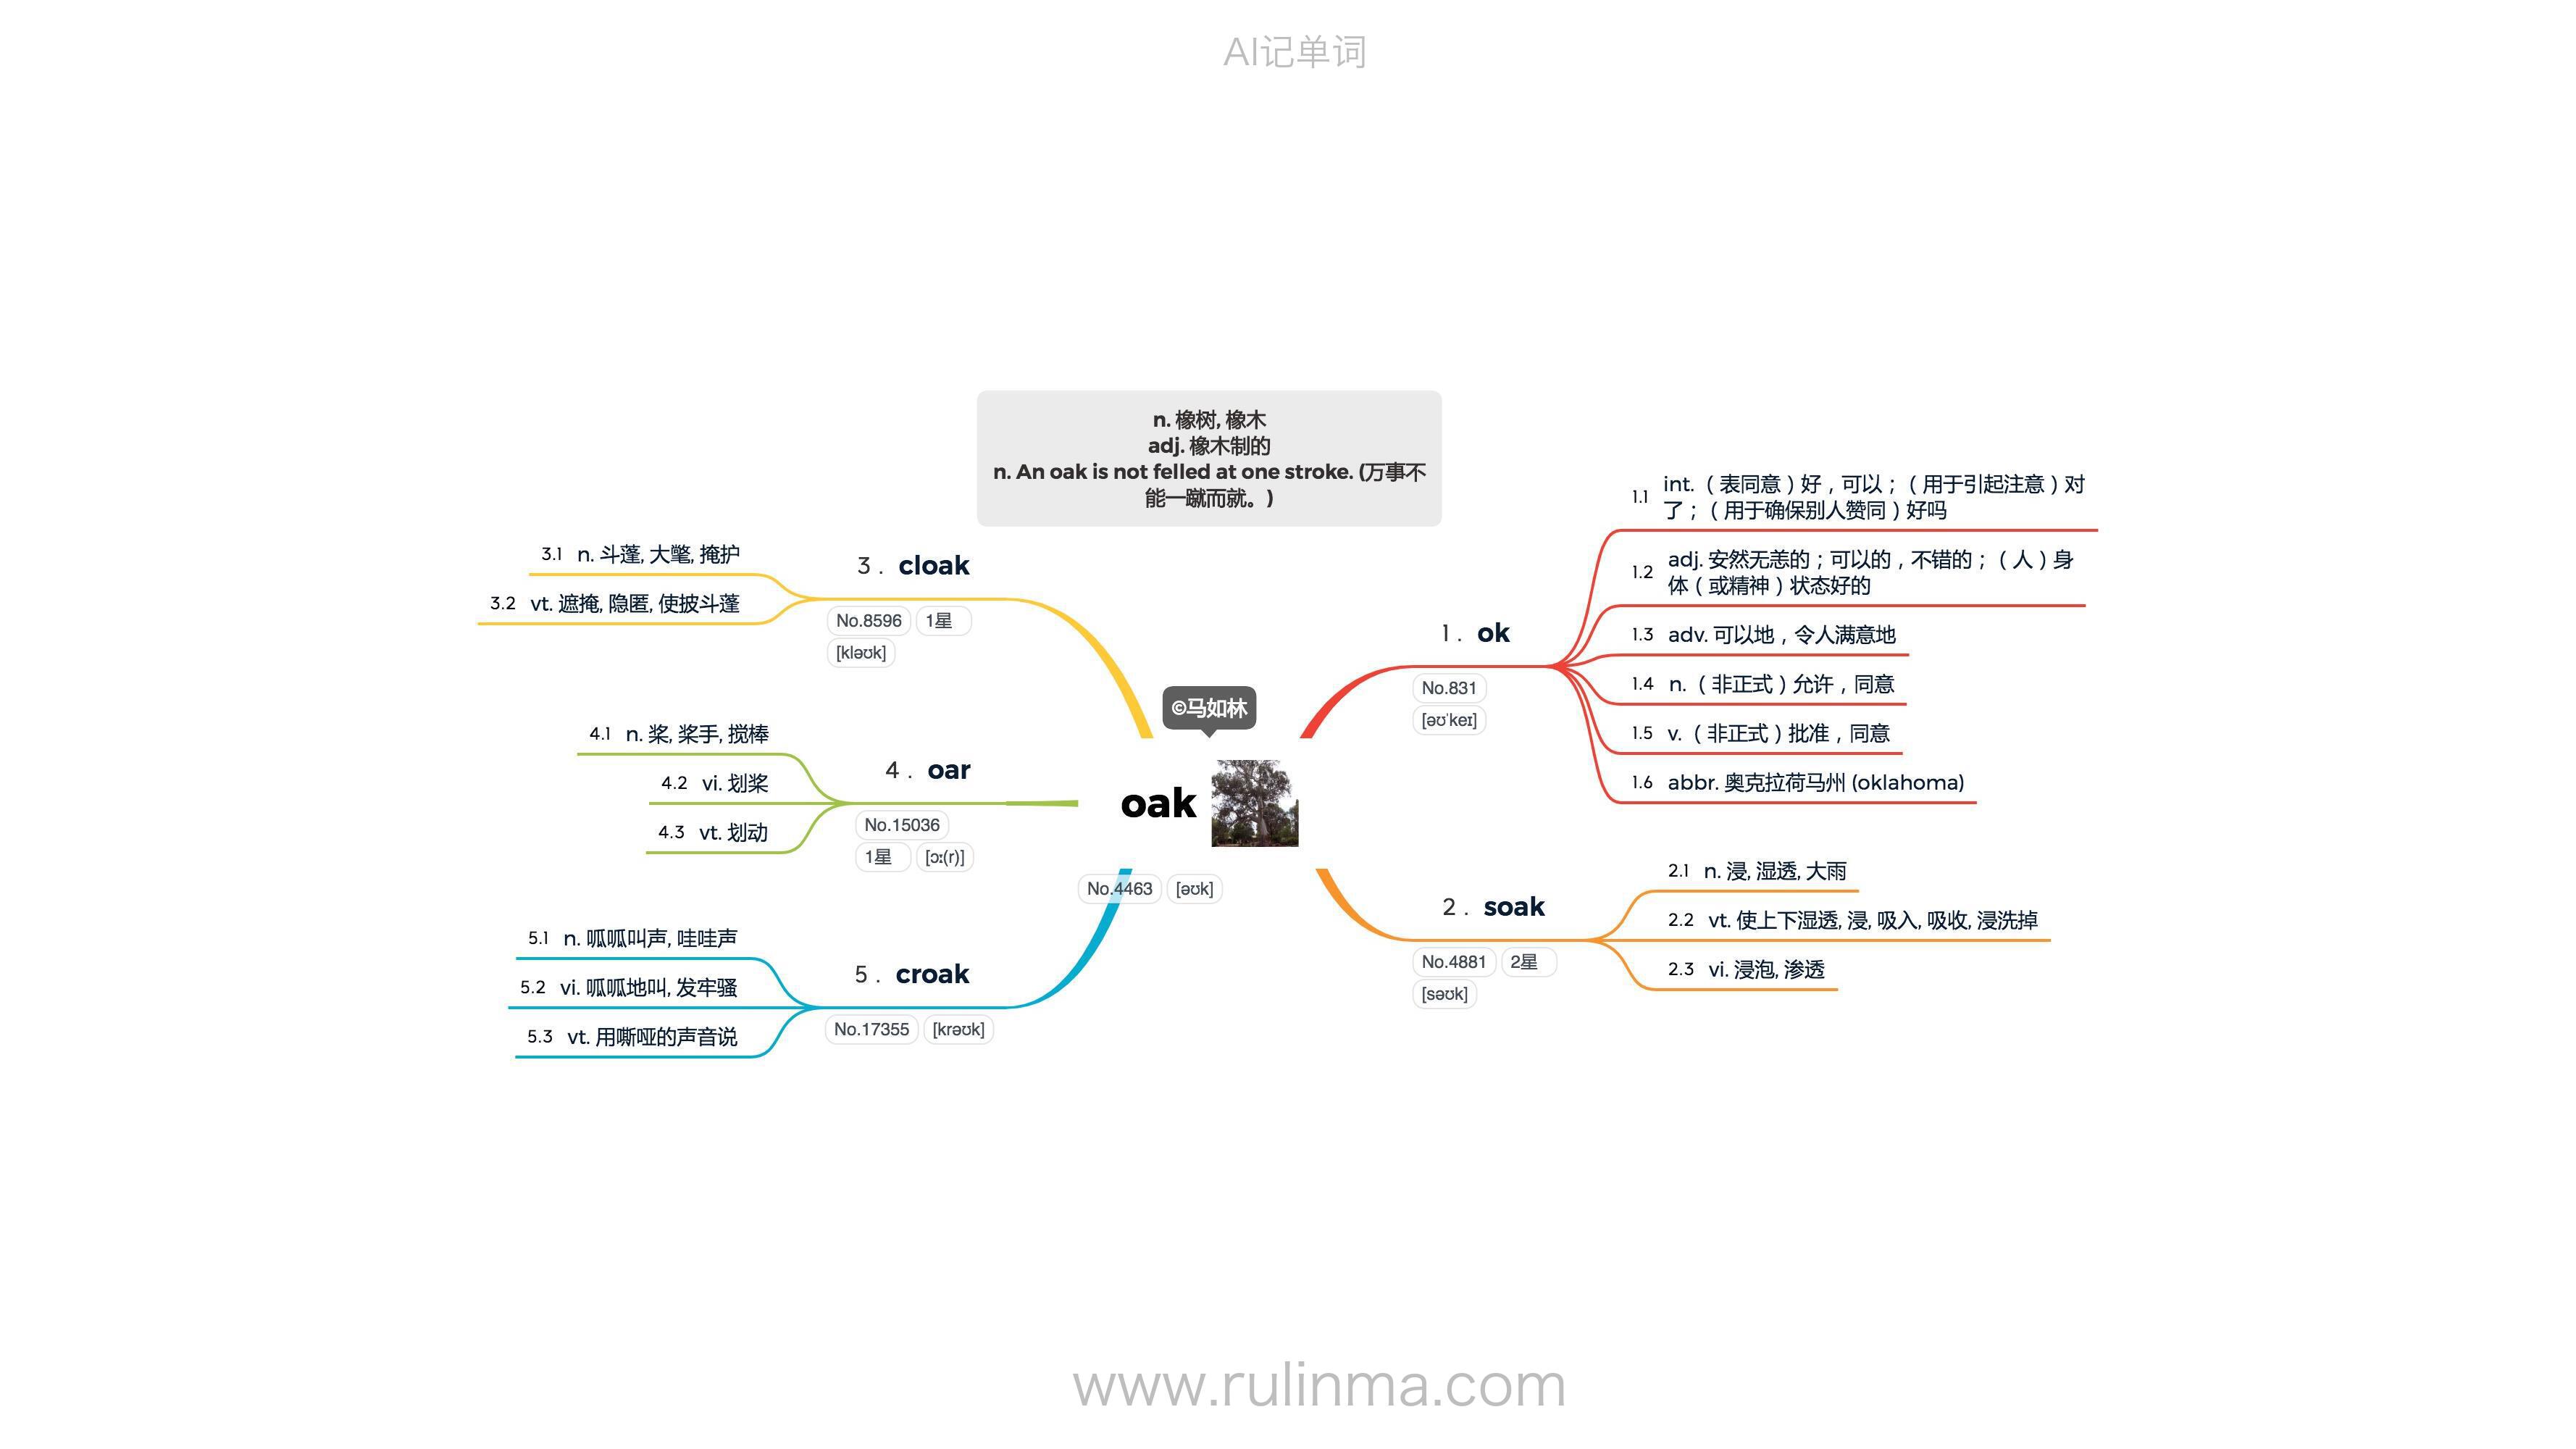 AI记单词
n. 橡树, 橡木
adj. 橡木制的
n. An oak is not felled at one stroke. (万事不
能一蹴而就。)
©马如林
oak
No.4463 [əʊk]
1. ok
No.831
[əʊˈkeɪ]
1.1 int.（表同意）好，可以；（用于引起注意）对
了；（用于确保别人赞同）好吗
1.2 adj. 安然无恙的；可以的，不错的；（人）身
体（或精神）状态好的
1.3 adv. 可以地，令人满意地
1.4 n.（非正式）允许，同意
1.5 v.（非正式）批准，同意
1.6 abbr. 奥克拉荷马州 (oklahoma)
2. soak
No.4881 2星
[səʊk]
2.1 n. 浸, 湿透, 大雨
2.2 vt. 使上下湿透, 浸, 吸入, 吸收, 浸洗掉
2.3 vi. 浸泡, 渗透
3. cloak
No.8596 1星
[kləʊk]
3.1 n. 斗蓬, 大氅, 掩护
3.2 vt. 遮掩, 隐匿, 使披斗蓬
4. oar
No.15036
1星 [ɔː(r)]
4.1 n. 桨, 桨手, 搅棒
4.2 vi. 划桨
4.3 vt. 划动
5. croak
No.17355 [krəʊk]
5.1 n. 呱呱叫声, 哇哇声
5.2 vi. 呱呱地叫, 发牢骚
5.3 vt. 用嘶哑的声音说
www.rulinma.com